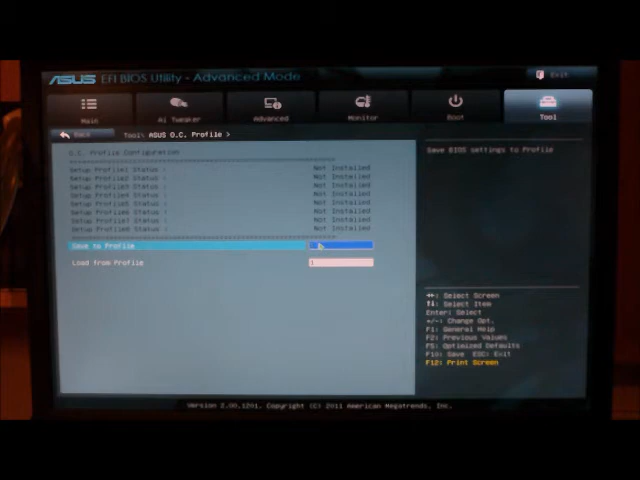 ASUS EFI BIOS Utility - Advanced Mode
Exit
Main
Ai Tweaker
Advanced
Monitor
Boot
Tool
Back
Tool\ ASUS O.C. Profile >
O.C. Profile Configuration
Setup Profile1 Status : Not Installed
Setup Profile2 Status : Not Installed
Setup Profile3 Status : Not Installed
Setup Profile4 Status : Not Installed
Setup Profile5 Status : Not Installed
Setup Profile6 Status : Not Installed
Setup Profile7 Status : Not Installed
Setup Profile8 Status : Not Installed
Save to Profile
Load from Profile 1
Save BIOS settings to Profile
→←: Select Screen
↑↓: Select Item
Enter: Select
+/-: Change Opt.
F1: General Help
F2: Previous Values
F5: Optimized Defaults
F10: Save ESC: Exit
F12: Print Screen
Version 2.00.1201. Copyright (C) 2011 American Megatrends, Inc.